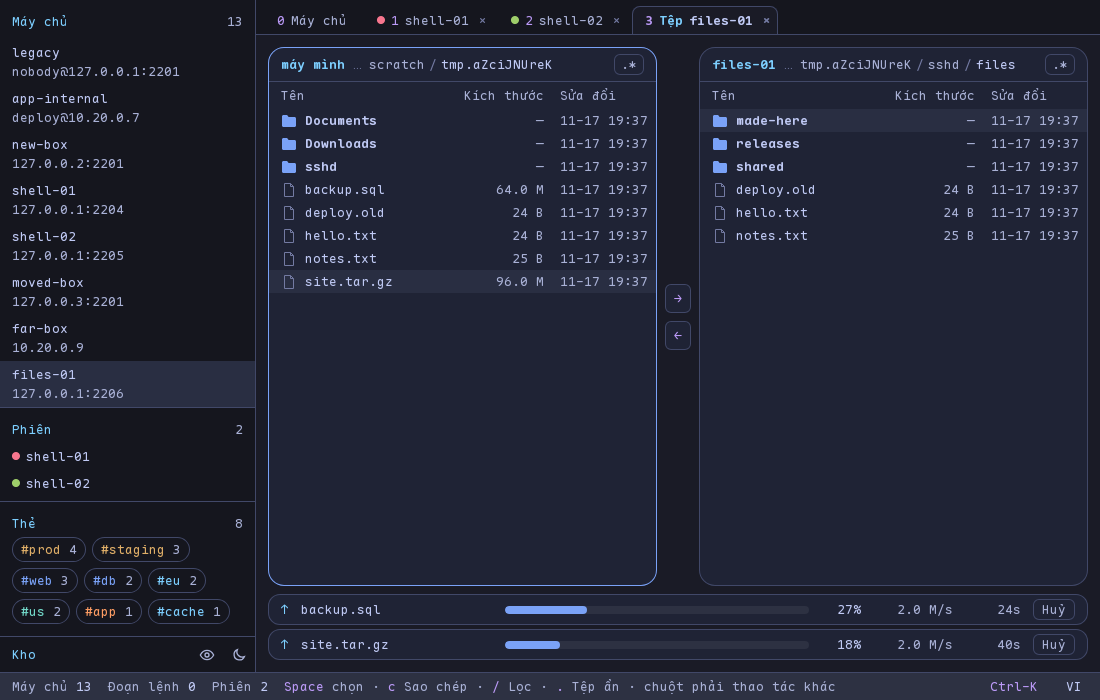 Máy chủ 13
legacy
nobody@127.0.0.1:2201
app-internal
deploy@10.20.0.7
new-box
127.0.0.2:2201
shell-01
127.0.0.1:2204
shell-02
127.0.0.1:2205
moved-box
127.0.0.3:2201
far-box
10.20.0.9
files-01
127.0.0.1:2206
Phiên 2
shell-01
shell-02
Thẻ 8
#prod 4 #staging 3
#web 3 #db 2 #eu 2
#us 2 #app 1 #cache 1
Kho
0 Máy chủ 1 shell-01 × 2 shell-02 × 3 Tệp files-01 ×
máy mình … scratch / tmp.aZciJNUreK .*
Tên Kích thước Sửa đổi
Documents — 11-17 19:37
Downloads — 11-17 19:37
sshd — 11-17 19:37
backup.sql 64.0 M 11-17 19:37
deploy.old 24 B 11-17 19:37
hello.txt 24 B 11-17 19:37
notes.txt 25 B 11-17 19:37
site.tar.gz 96.0 M 11-17 19:37
→
←
files-01 … tmp.aZciJNUreK / sshd / files .*
Tên Kích thước Sửa đổi
made-here — 11-17 19:37
releases — 11-17 19:37
shared — 11-17 19:37
deploy.old 24 B 11-17 19:37
hello.txt 24 B 11-17 19:37
notes.txt 25 B 11-17 19:37
↑ backup.sql 27% 2.0 M/s 24s Huỷ
↑ site.tar.gz 18% 2.0 M/s 40s Huỷ
Máy chủ 13 Đoạn lệnh 0 Phiên 2 Space chọn · c Sao chép · / Lọc · . Tệp ẩn · chuột phải thao tác khác Ctrl-K VI